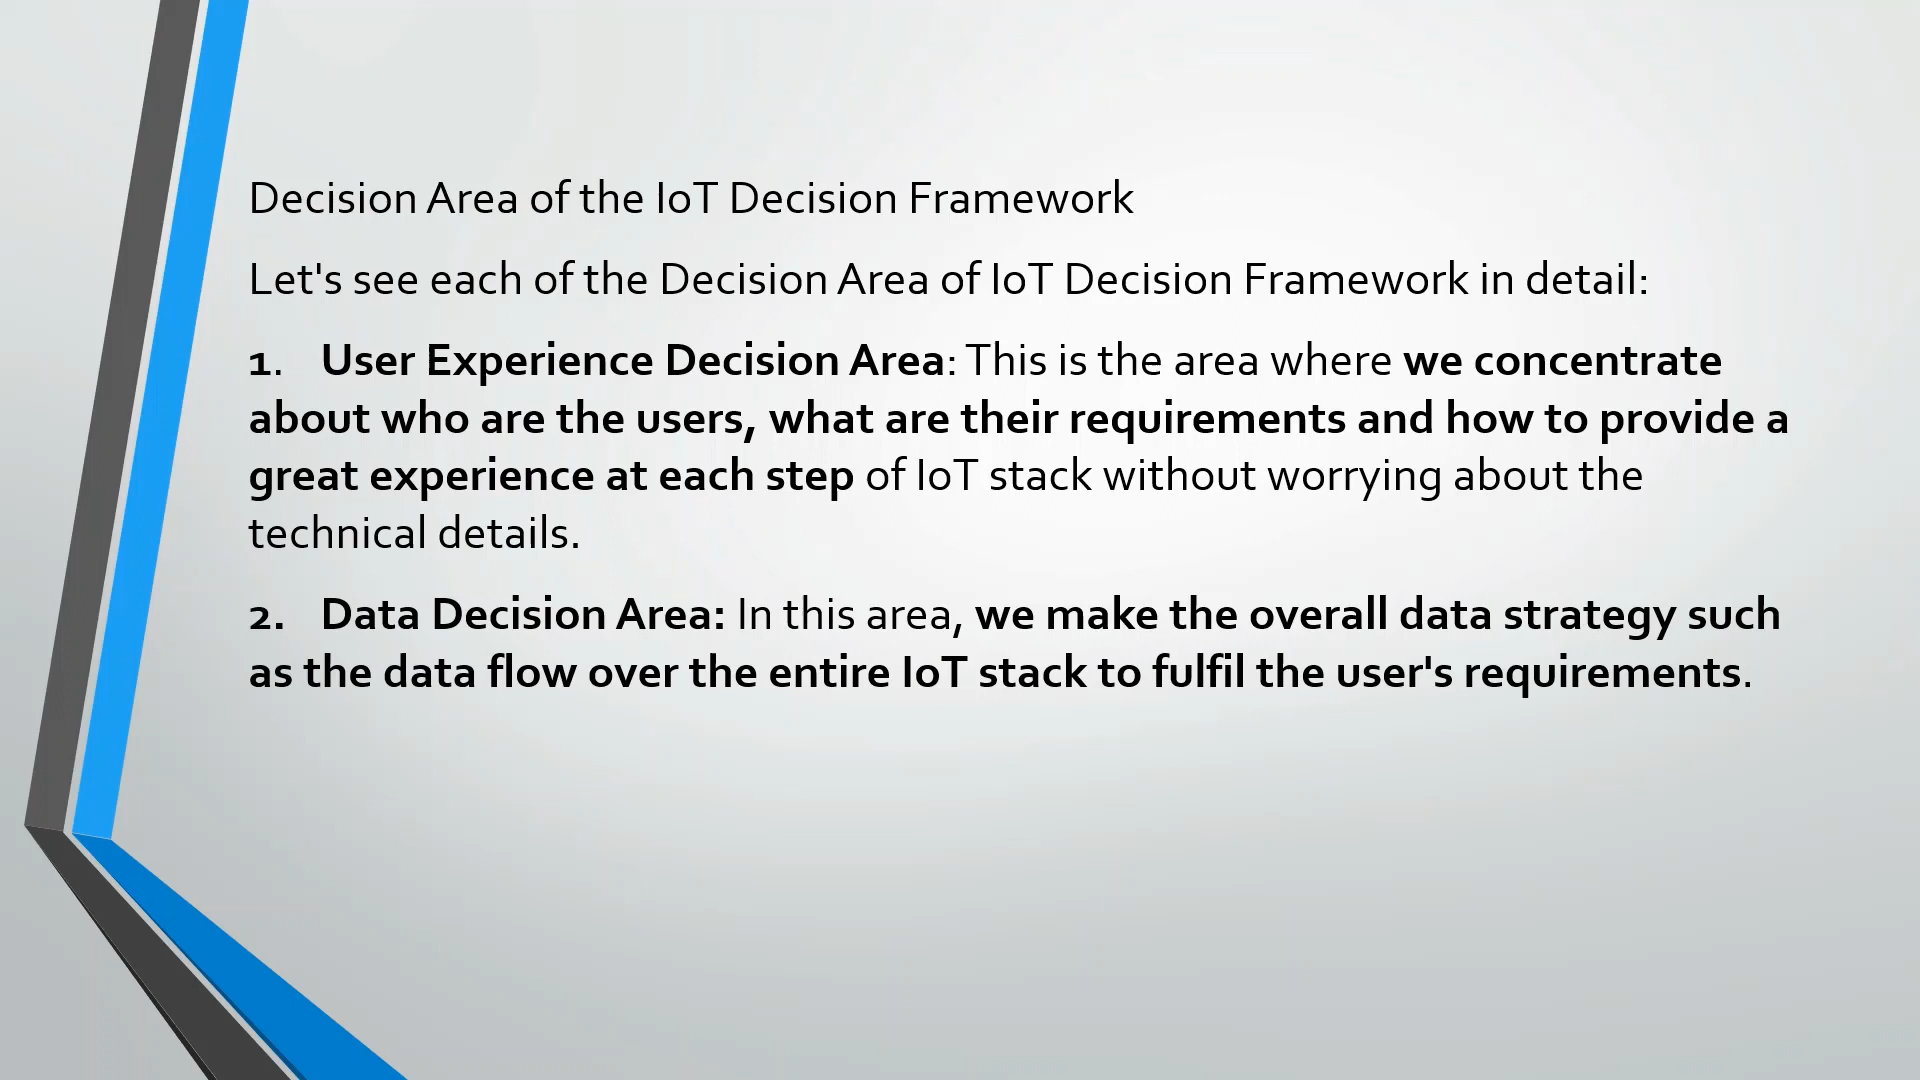 Decision Area of the IoT Decision Framework
Let's see each of the Decision Area of IoT Decision Framework in detail:
1. User Experience Decision Area: This is the area where we concentrate
about who are the users, what are their requirements and how to provide a
great experience at each step of IoT stack without worrying about the
technical details.
2. Data Decision Area: In this area, we make the overall data strategy such
as the data flow over the entire IoT stack to fulfil the user's requirements.